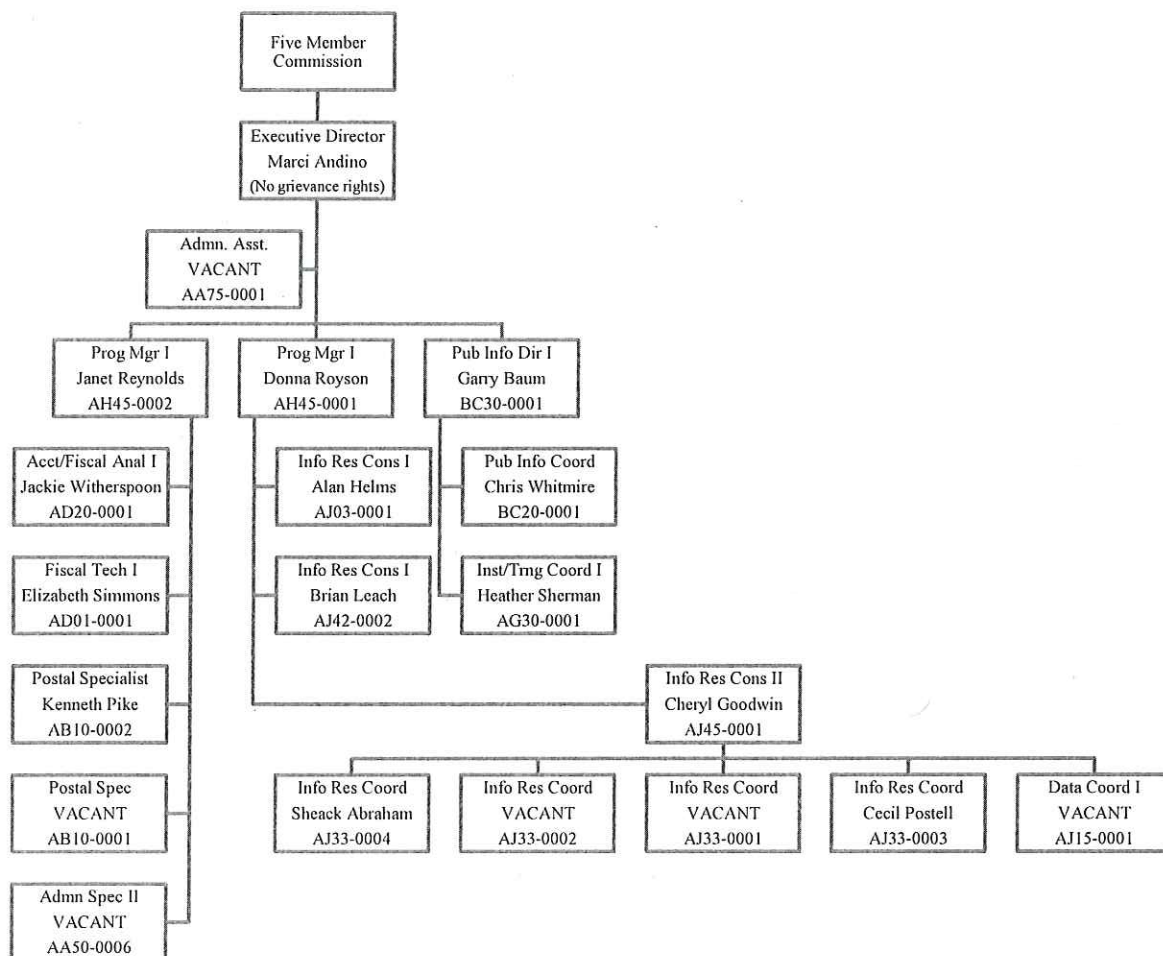 Five Member
Commission
Executive Director
Marci Andino
(No grievance rights)
Admn. Asst.
VACANT
AA75-0001
Prog Mgr I
Janet Reynolds
AH45-0002
Prog Mgr I
Donna Royson
AH45-0001
Pub Info Dir I
Garry Baum
BC30-0001
Acct/Fiscal Anal I
Jackie Witherspoon
AD20-0001
Info Res Cons I
Alan Helms
AJ03-0001
Pub Info Coord
Chris Whitmire
BC20-0001
Fiscal Tech I
Elizabeth Simmons
AD01-0001
Info Res Cons I
Brian Leach
AJ42-0002
Inst/Trng Coord I
Heather Sherman
AG30-0001
Postal Specialist
Kenneth Pike
AB10-0002
Info Res Cons II
Cheryl Goodwin
AJ45-0001
Postal Spec
VACANT
AB10-0001
Info Res Coord
Sheack Abraham
AJ33-0004
Info Res Coord
VACANT
AJ33-0002
Info Res Coord
VACANT
AJ33-0001
Info Res Coord
Cecil Postell
AJ33-0003
Data Coord I
VACANT
AJ15-0001
Admn Spec II
VACANT
AA50-0006